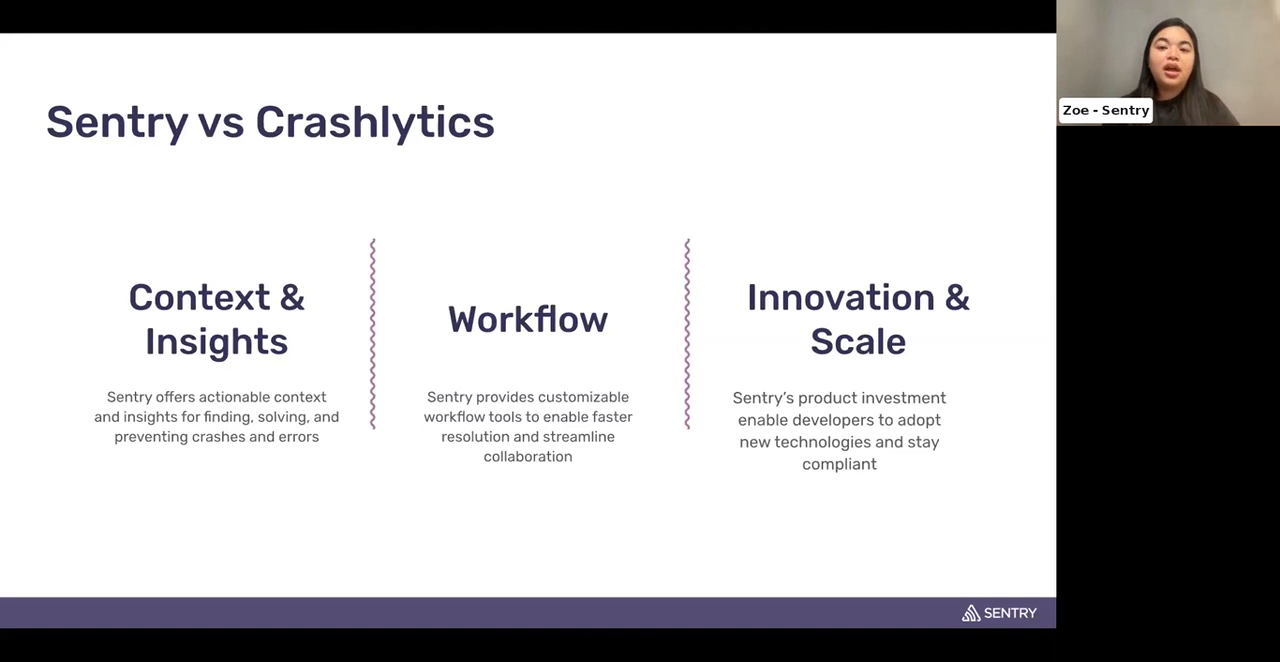 Sentry vs Crashlytics
Context &
Insights
Sentry offers actionable context
and insights for finding, solving, and
preventing crashes and errors
Workflow
Sentry provides customizable
workflow tools to enable faster
resolution and streamline
collaboration
Innovation &
Scale
Sentry’s product investment
enable developers to adopt
new technologies and stay
compliant
SENTRY
Zoe - Sentry